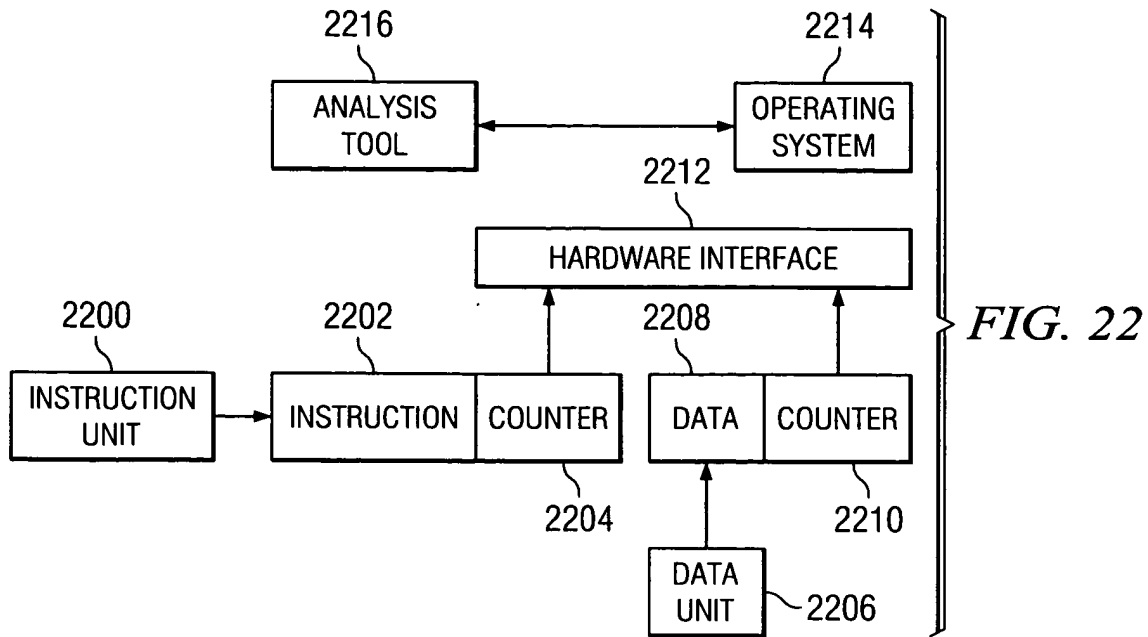 2216
2214
ANALYSIS
TOOL
OPERATING
SYSTEM
2212
HARDWARE INTERFACE
2200
2202
2208
FIG. 22
INSTRUCTION
UNIT
INSTRUCTION
COUNTER
DATA
COUNTER
2204
2210
DATA
UNIT
2206